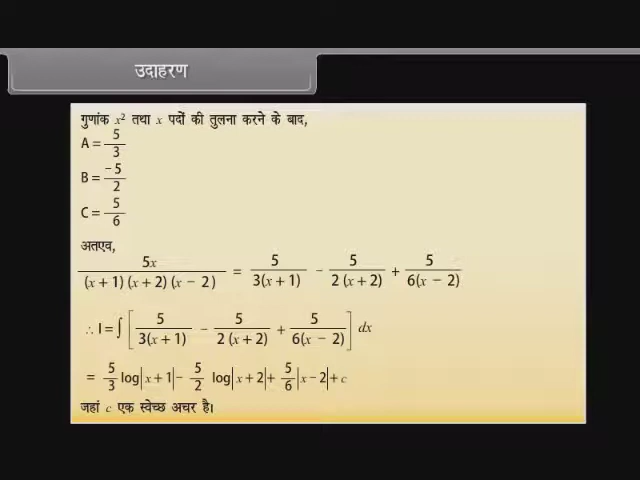 उदाहरण
गुणांक x² तथा x पदों की तुलना करने के बाद,
A = 5/3
B = -5/2
C = 5/6
अतएव,
5x/(x + 1) (x + 2) (x − 2) = 5/3(x + 1) − 5/2 (x + 2) + 5/6(x − 2)
∴ I = ∫ [5/3(x + 1) − 5/2 (x + 2) + 5/6(x − 2)] dx
= 5/3 log|x + 1| − 5/2 log|x + 2| + 5/6 |x − 2| + c
जहां c एक स्वेच्छ अचर है।